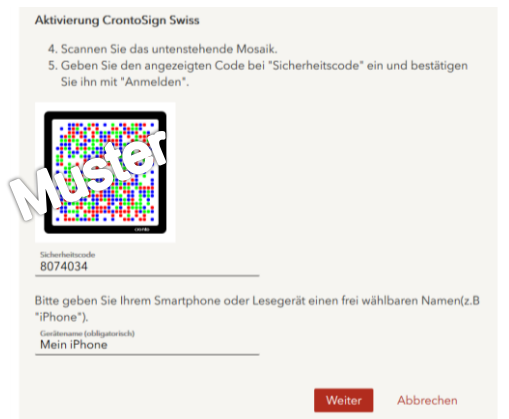 Aktivierung CrontoSign Swiss
4. Scannen Sie das untenstehende Mosaik.
5. Geben Sie den angezeigten Code bei "Sicherheitscode" ein und bestätigen
Sie ihn mit "Anmelden".
Muster
cronto
Sicherheitscode
8074034
Bitte geben Sie Ihrem Smartphone oder Lesegerät einen frei wählbaren Namen(z.B
"iPhone").
Gerätename (obligatorisch)
Mein iPhone
Weiter Abbrechen